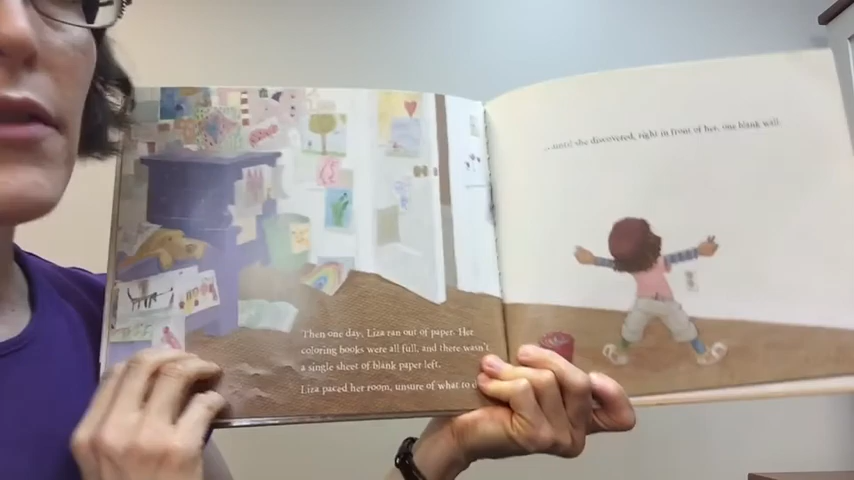 Then one day, Liza ran out of paper. Her
coloring books were all full, and there wasn't
a single sheet of blank paper left.
Liza paced her room, unsure of what to
...until she discovered, right in front of her, one blank wall.